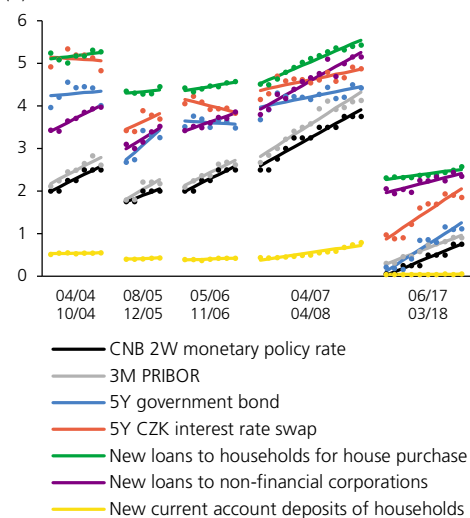 6
5
4
3
2
1
0
04/04 08/05 05/06 04/07 06/17
10/04 12/05 11/06 04/08 03/18
CNB 2W monetary policy rate
3M PRIBOR
5Y government bond
5Y CZK interest rate swap
New loans to households for house purchase
New loans to non-financial corporations
New current account deposits of households